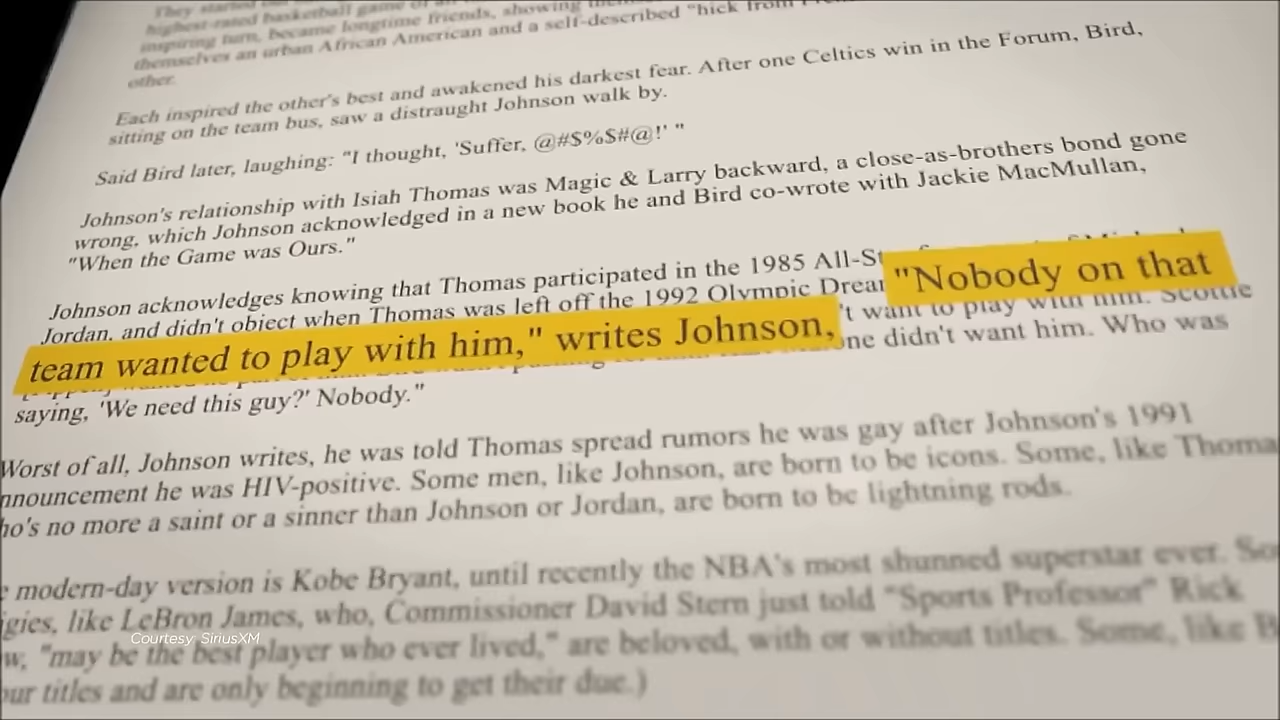 They started
highest-rated basketball game of
inspiring turn, became longtime friends, showing
themselves an urban African American and a self-described "hick from
other.
Each inspired the other's best and awakened his darkest fear. After one Celtics win in the Forum, Bird,
sitting on the team bus, saw a distraught Johnson walk by.
Said Bird later, laughing: "I thought, 'Suffer, @#$%$#@!' "
Johnson's relationship with Isiah Thomas was Magic & Larry backward, a close-as-brothers bond gone
wrong, which Johnson acknowledged in a new book he and Bird co-wrote with Jackie MacMullan,
"When the Game was Ours."
Johnson acknowledges knowing that Thomas participated in the 1985 All-St
Jordan, and didn't object when Thomas was left off the 1992 Olympic Drea "Nobody on that
team wanted to play with him," writes Johnson, 't want to play with him. Scottie
ne didn't want him. Who was
saying, 'We need this guy?' Nobody."
Worst of all, Johnson writes, he was told Thomas spread rumors he was gay after Johnson's 1991
nnouncement he was HIV-positive. Some men, like Johnson, are born to be icons. Some, like Thoma
ho's no more a saint or a sinner than Johnson or Jordan, are born to be lightning rods.
e modern-day version is Kobe Bryant, until recently the NBA's most shunned superstar ever. So
gies, like LeBron James, who, Commissioner David Stern just told "Sports Professor" Rick
w, "may be the best player who ever lived," are beloved, with or without titles. Some, like B
our titles and are only beginning to get their due.)
Courtesy: SiriusXM